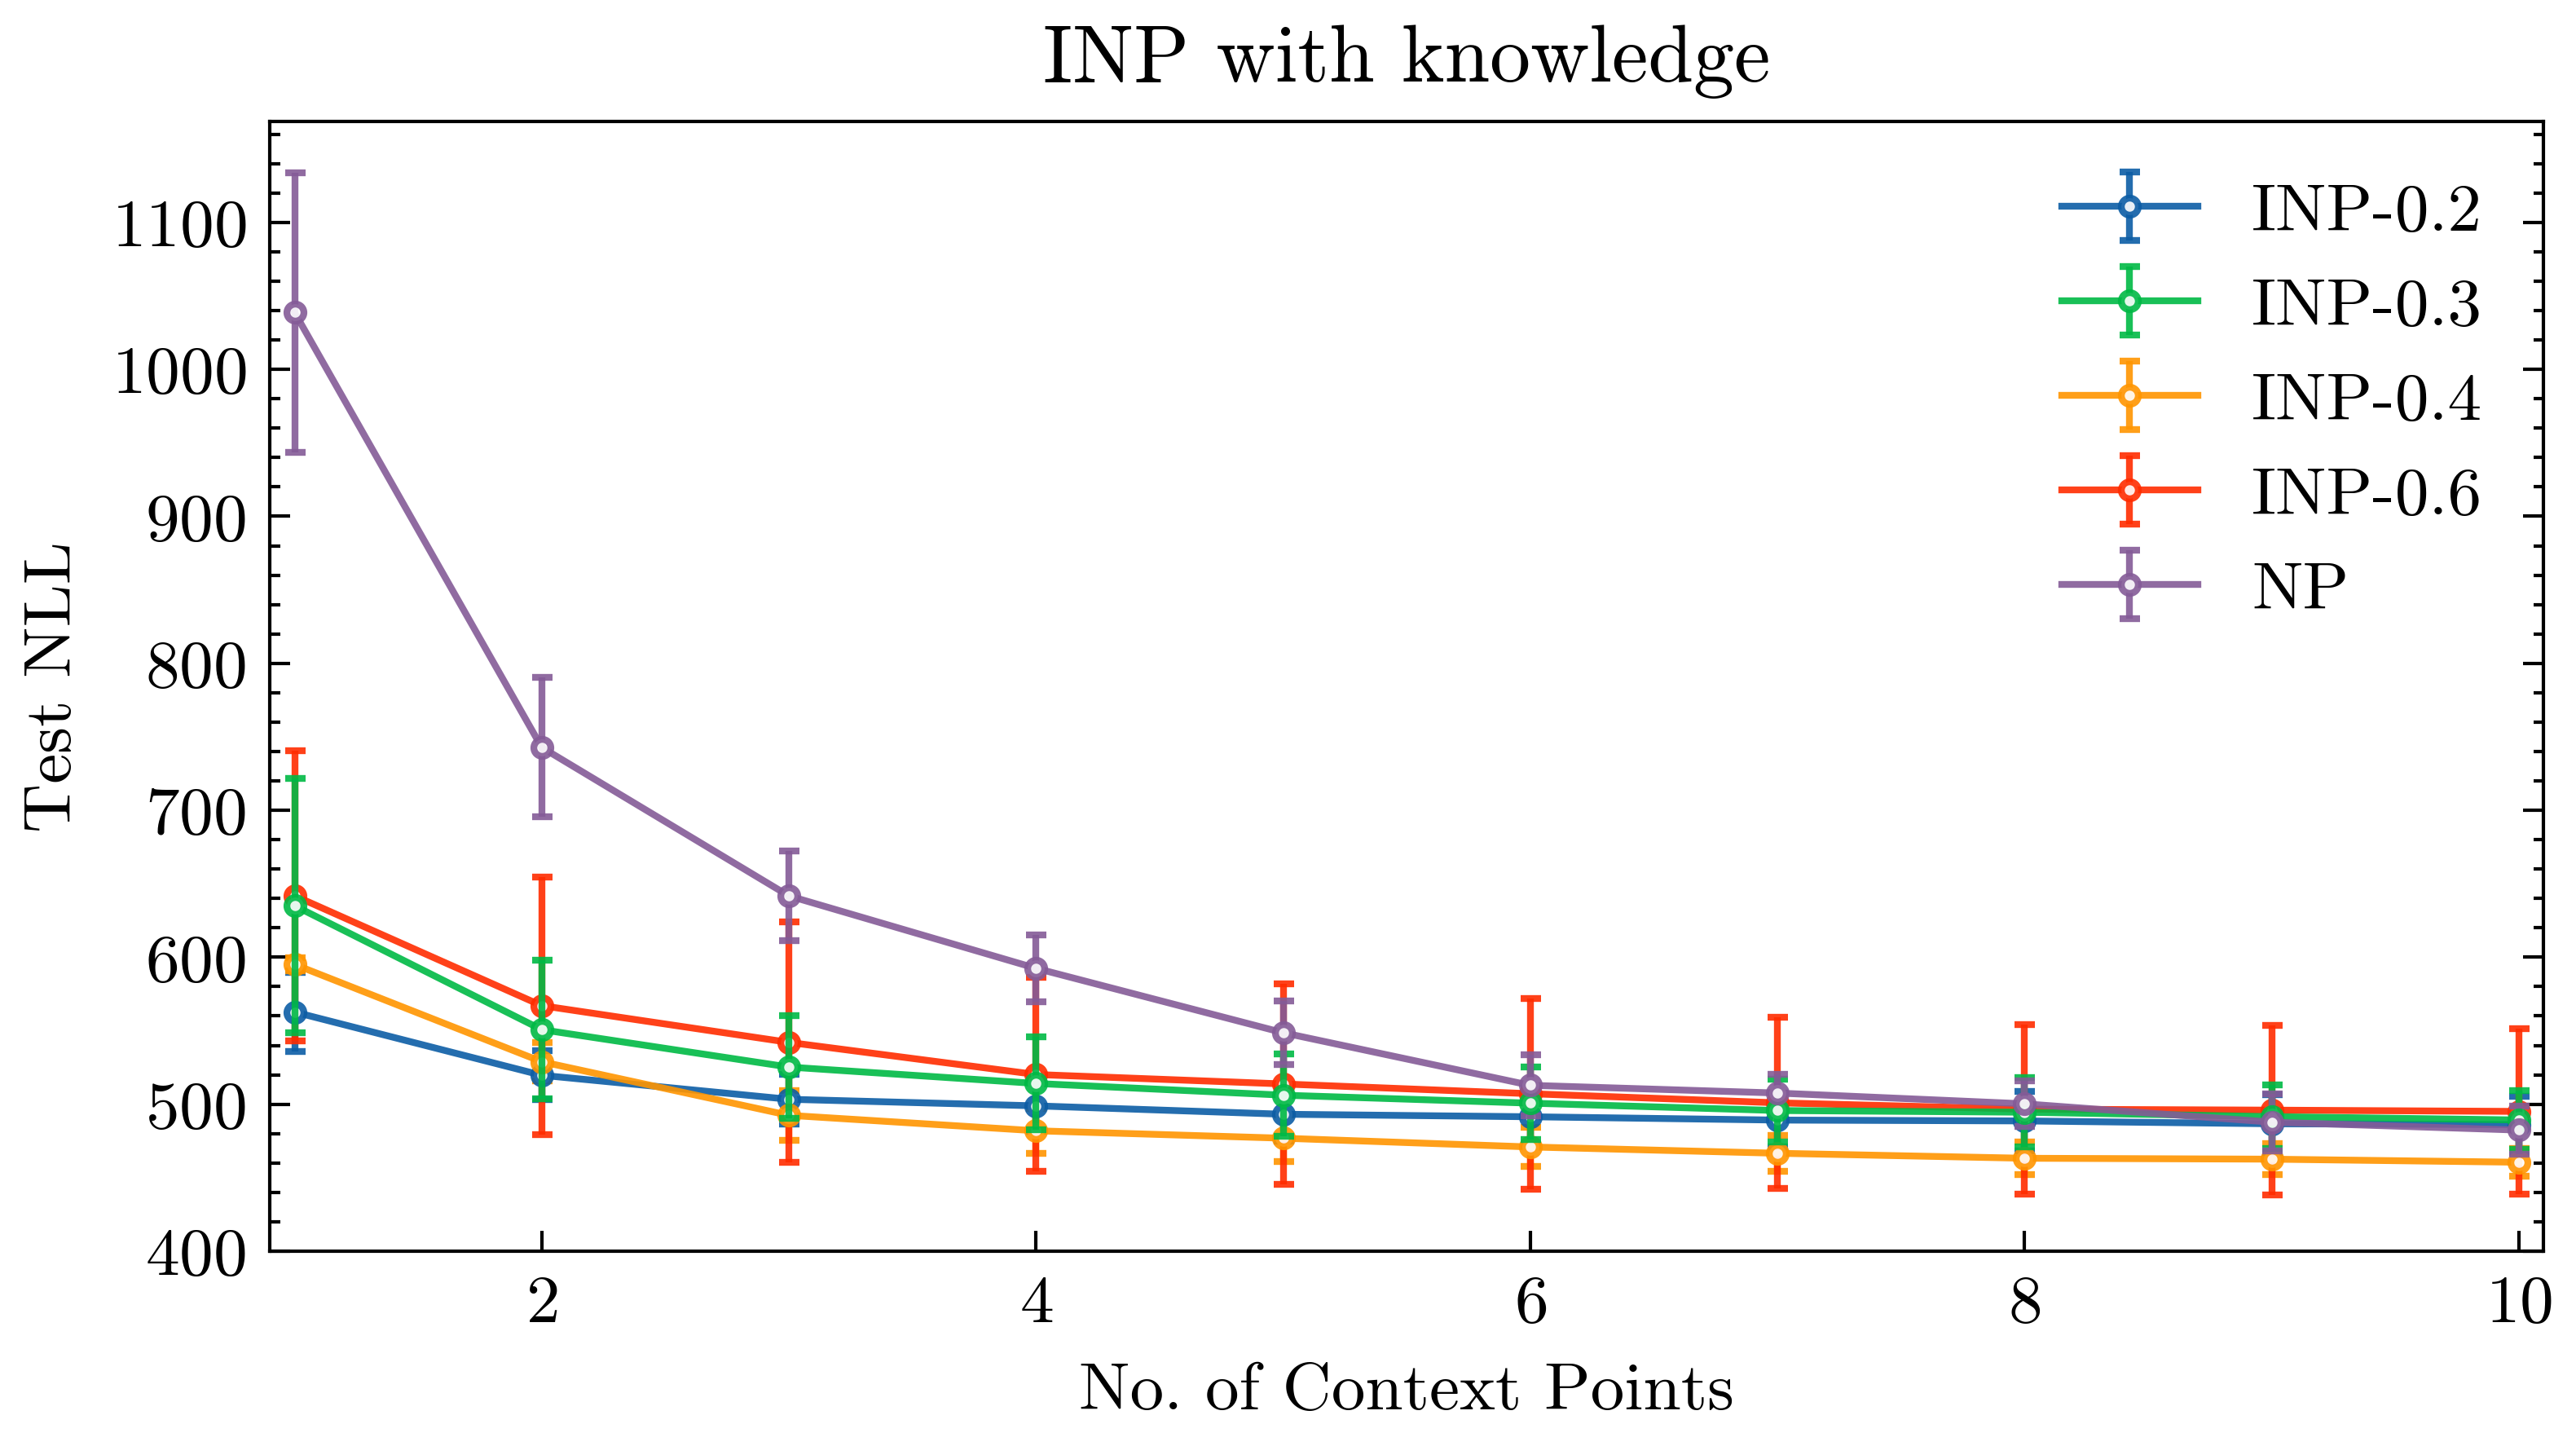 INP with knowledge
1100
1000
900
800
700
600
500
400
Test NLL
2
4
6
8
10
No. of Context Points
INP-0.2
INP-0.3
INP-0.4
INP-0.6
NP